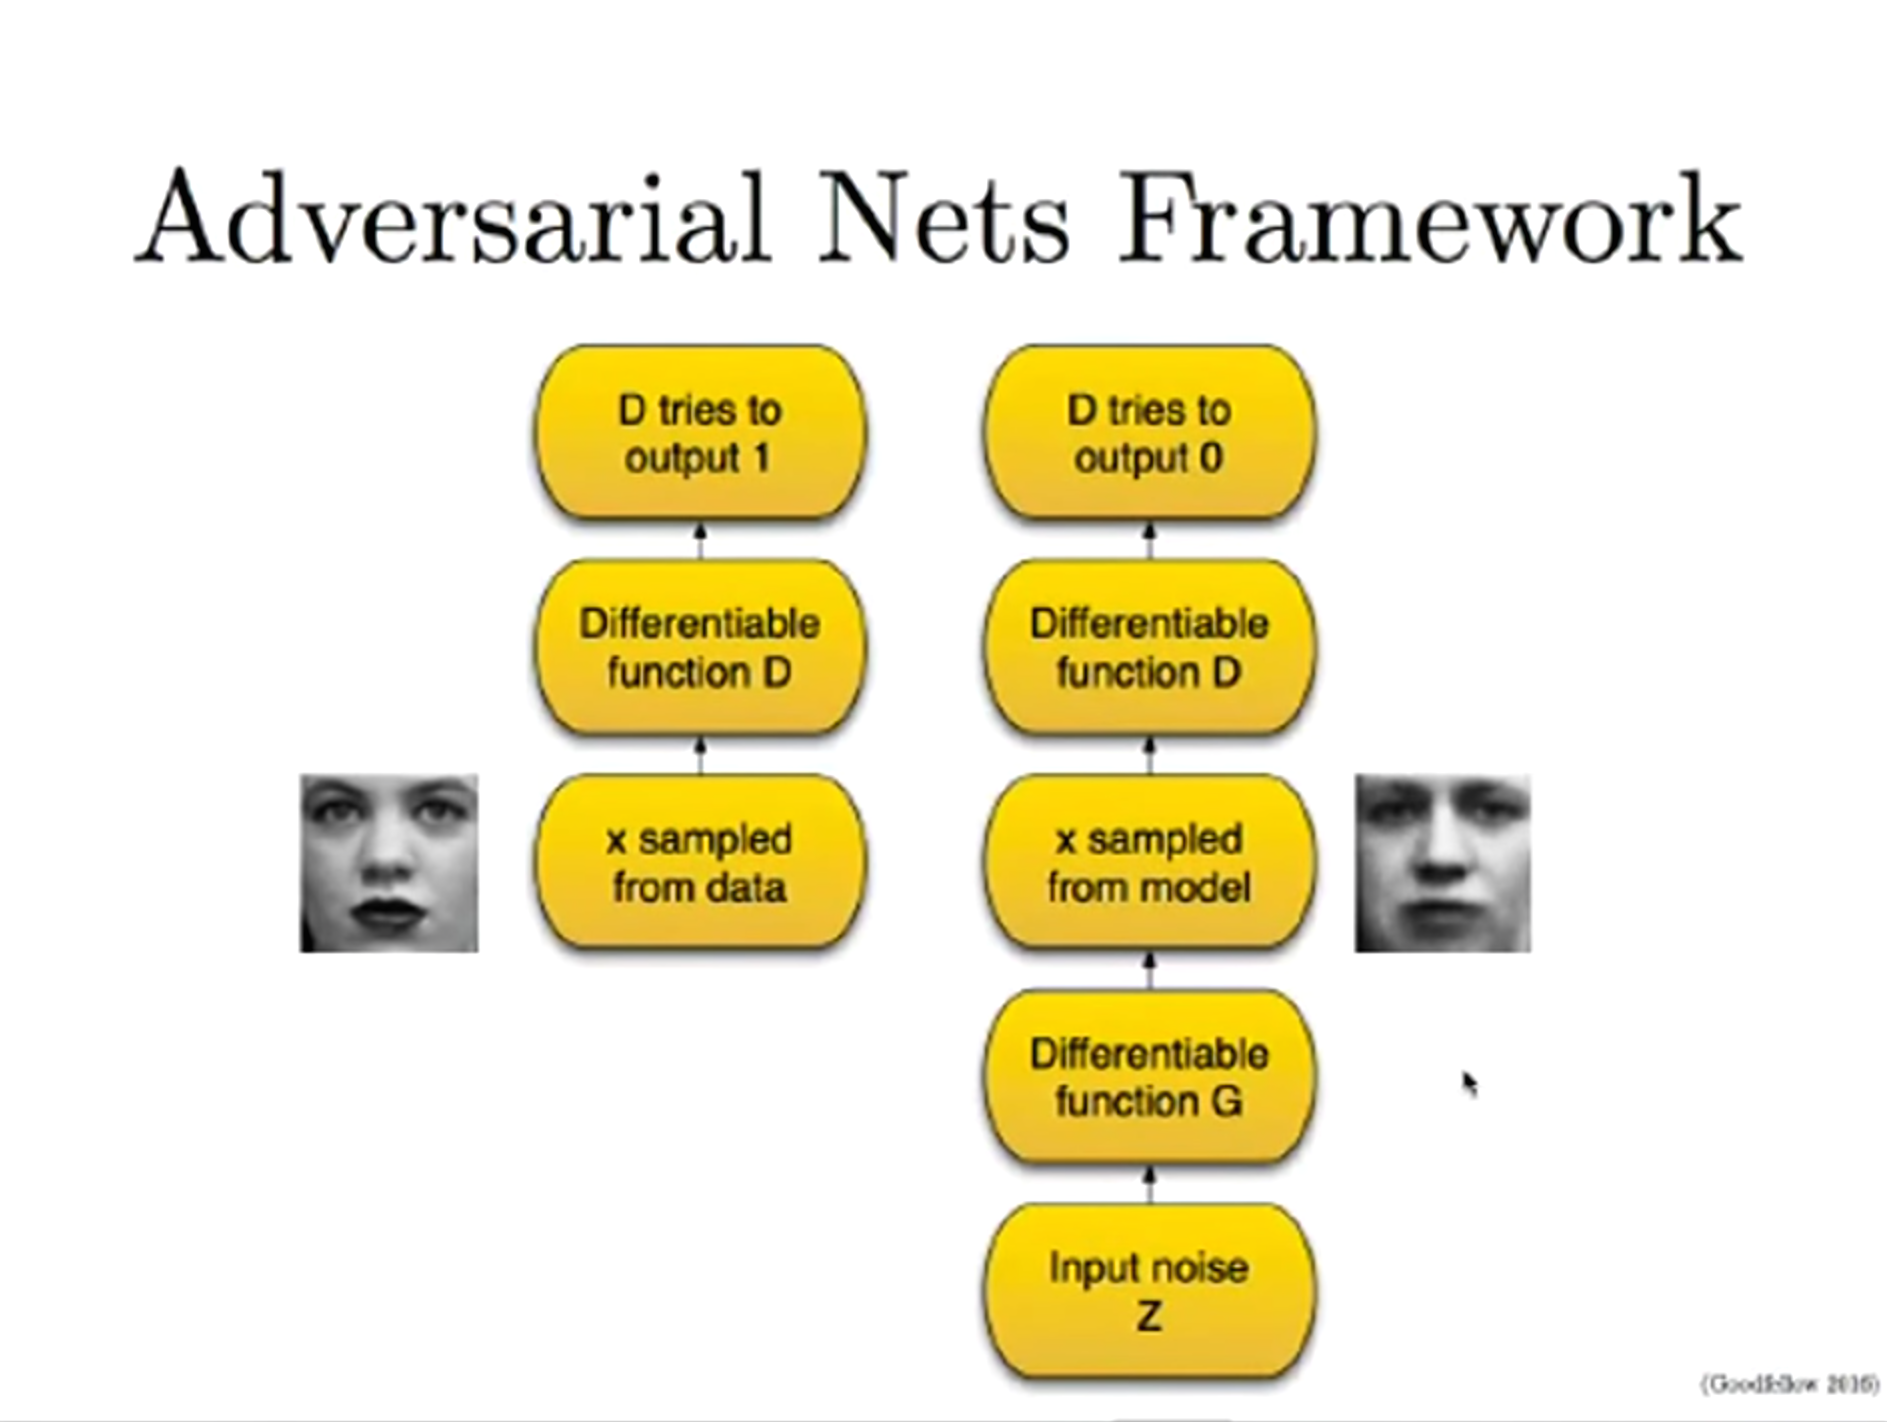 Adversarial Nets Framework
D tries to
output 1
D tries to
output 0
Differentiable
function D
Differentiable
function D
x sampled
from data
x sampled
from model
Differentiable
function G
Input noise
Z
(Goodfellow 2016)